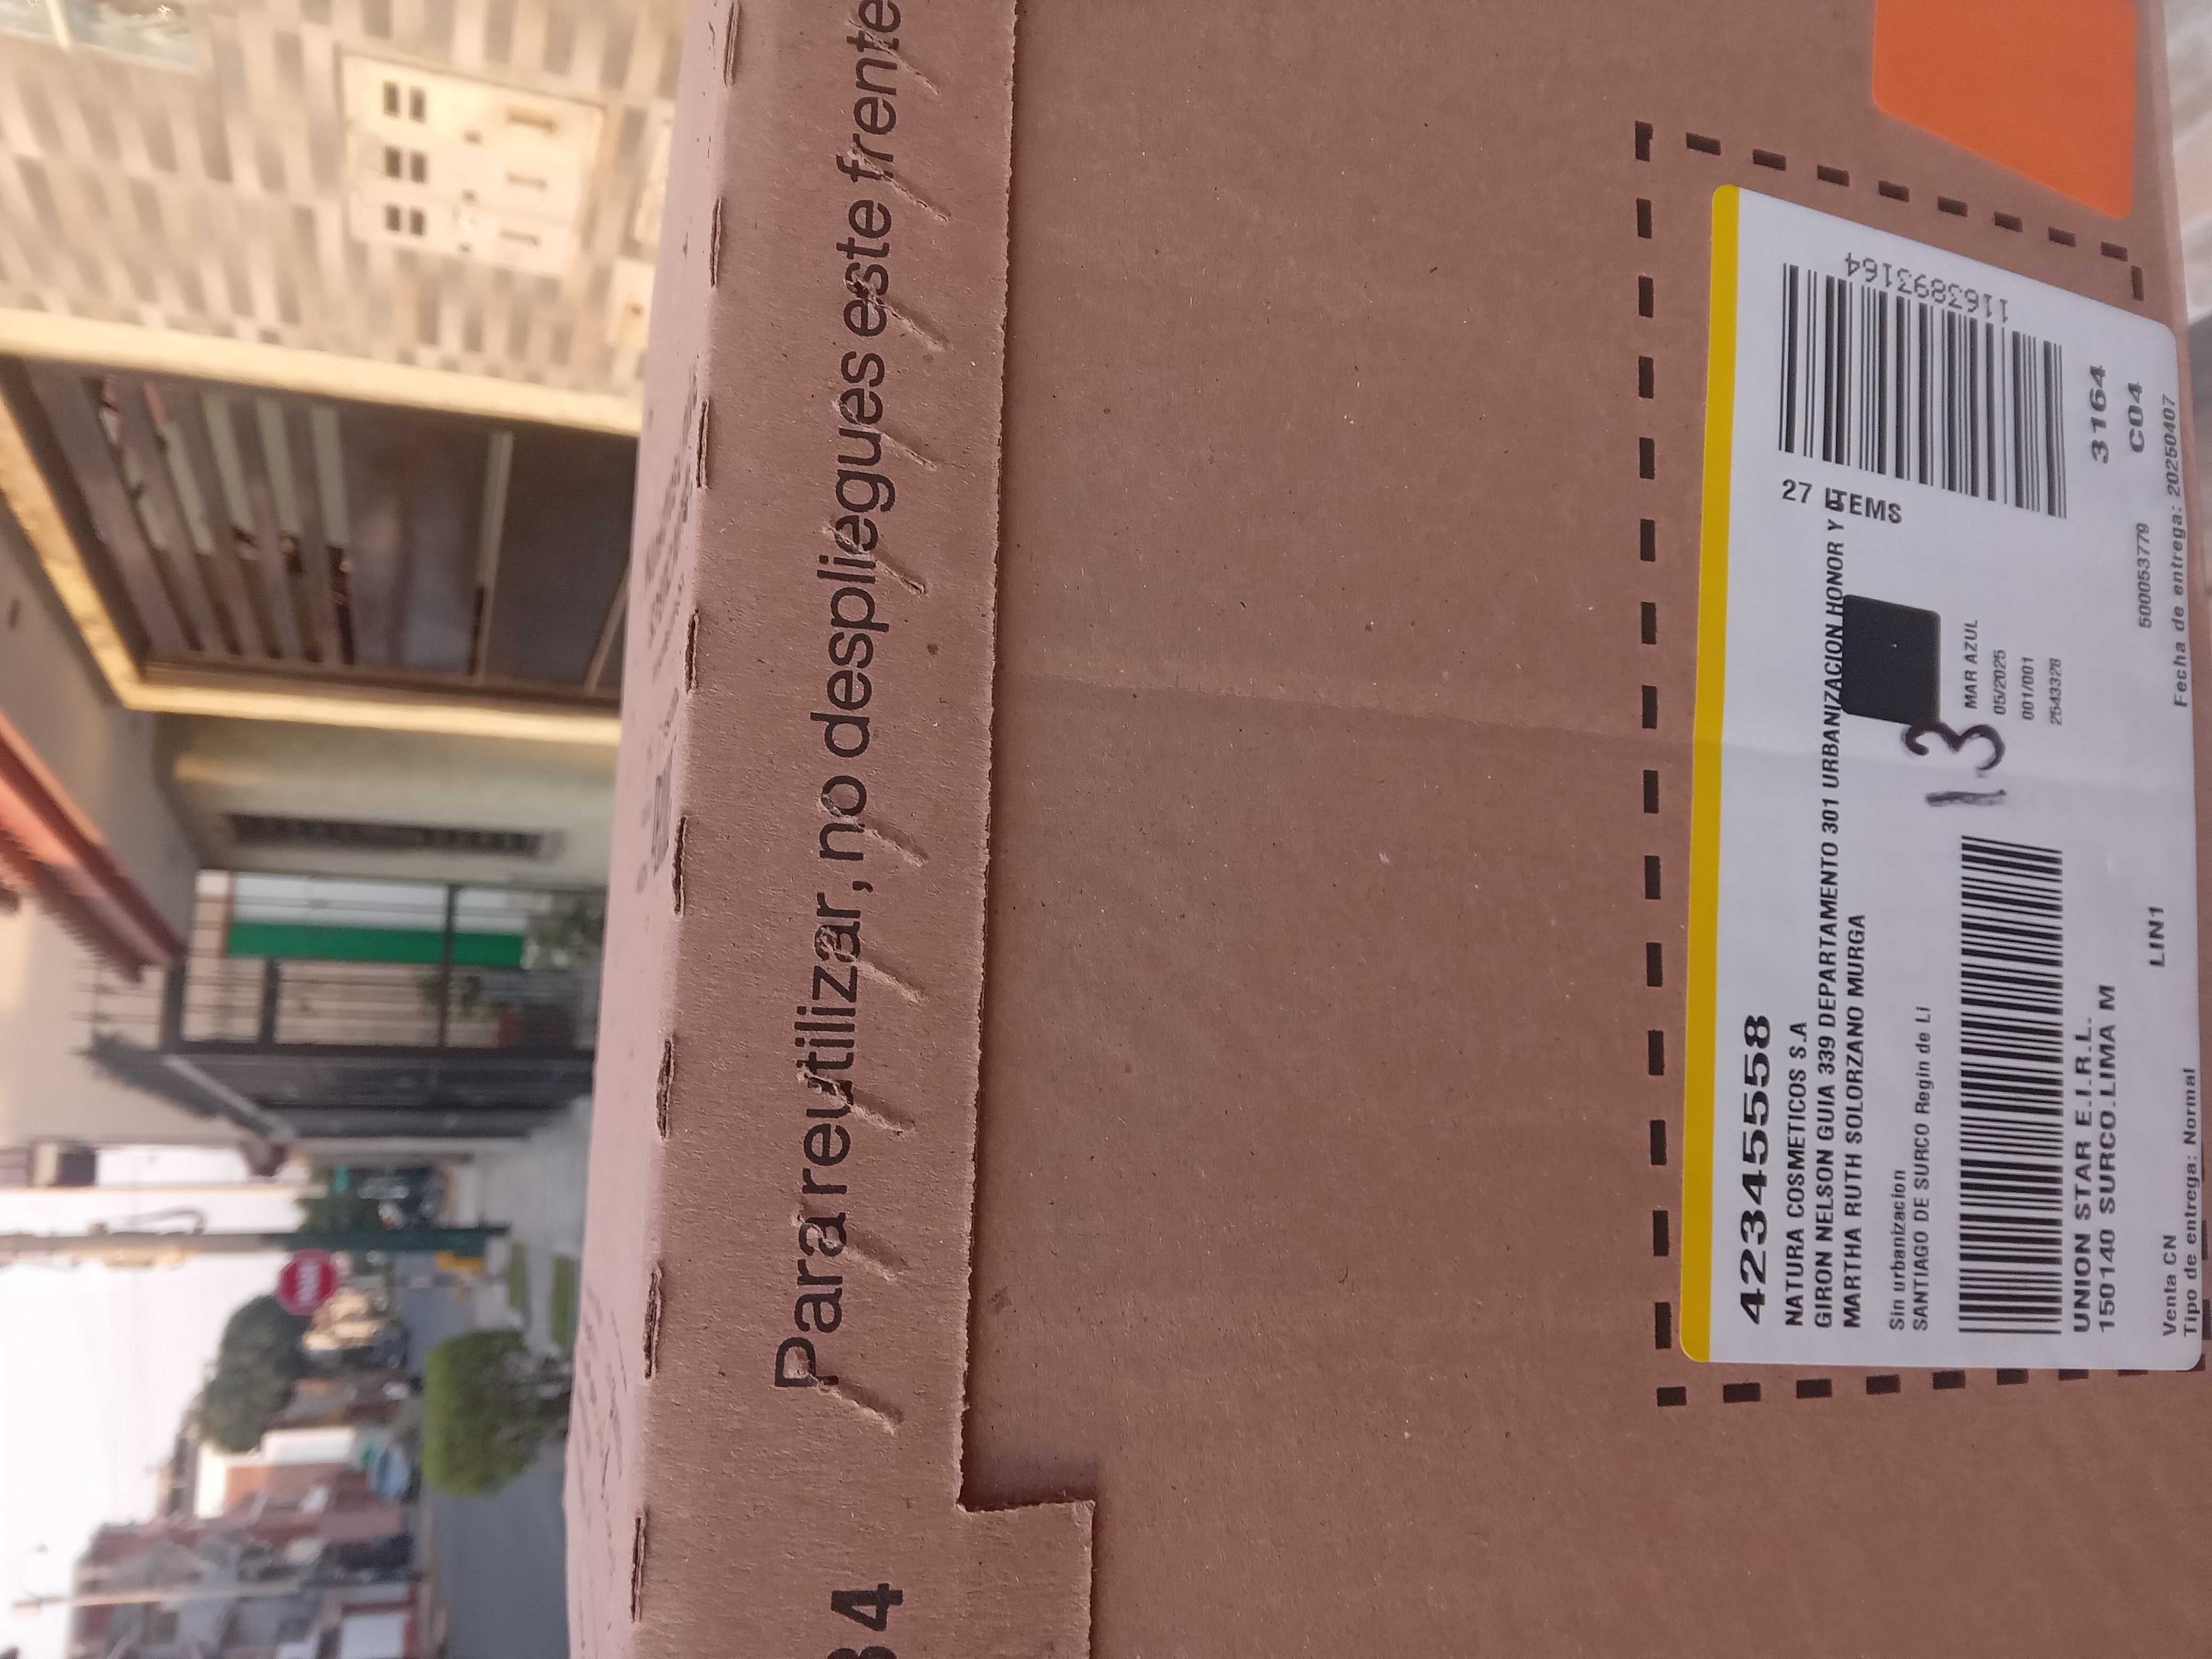 Para reutilizar, no despliegues este frente
34
42345558
NATURA COSMETICOS S.A
GIRON NELSON GUIA 339 DEPARTAMENTO 301 URBANIZACION HONOR Y
MARTHA RUTH SOLORZANO MURGA
27 ITEMS
1163893164
Sin urbanizacion
SANTIAGO DE SURCO Regin de Li
13
MAR AZUL
05/2025
001/001
2543328
UNION STAR E.I.R.L.
150140 SURCO.LIMA M
3164
C04
LIN1
500053779
Venta CN
Tipo de entrega: Normal
Fecha de entrega: 20250407